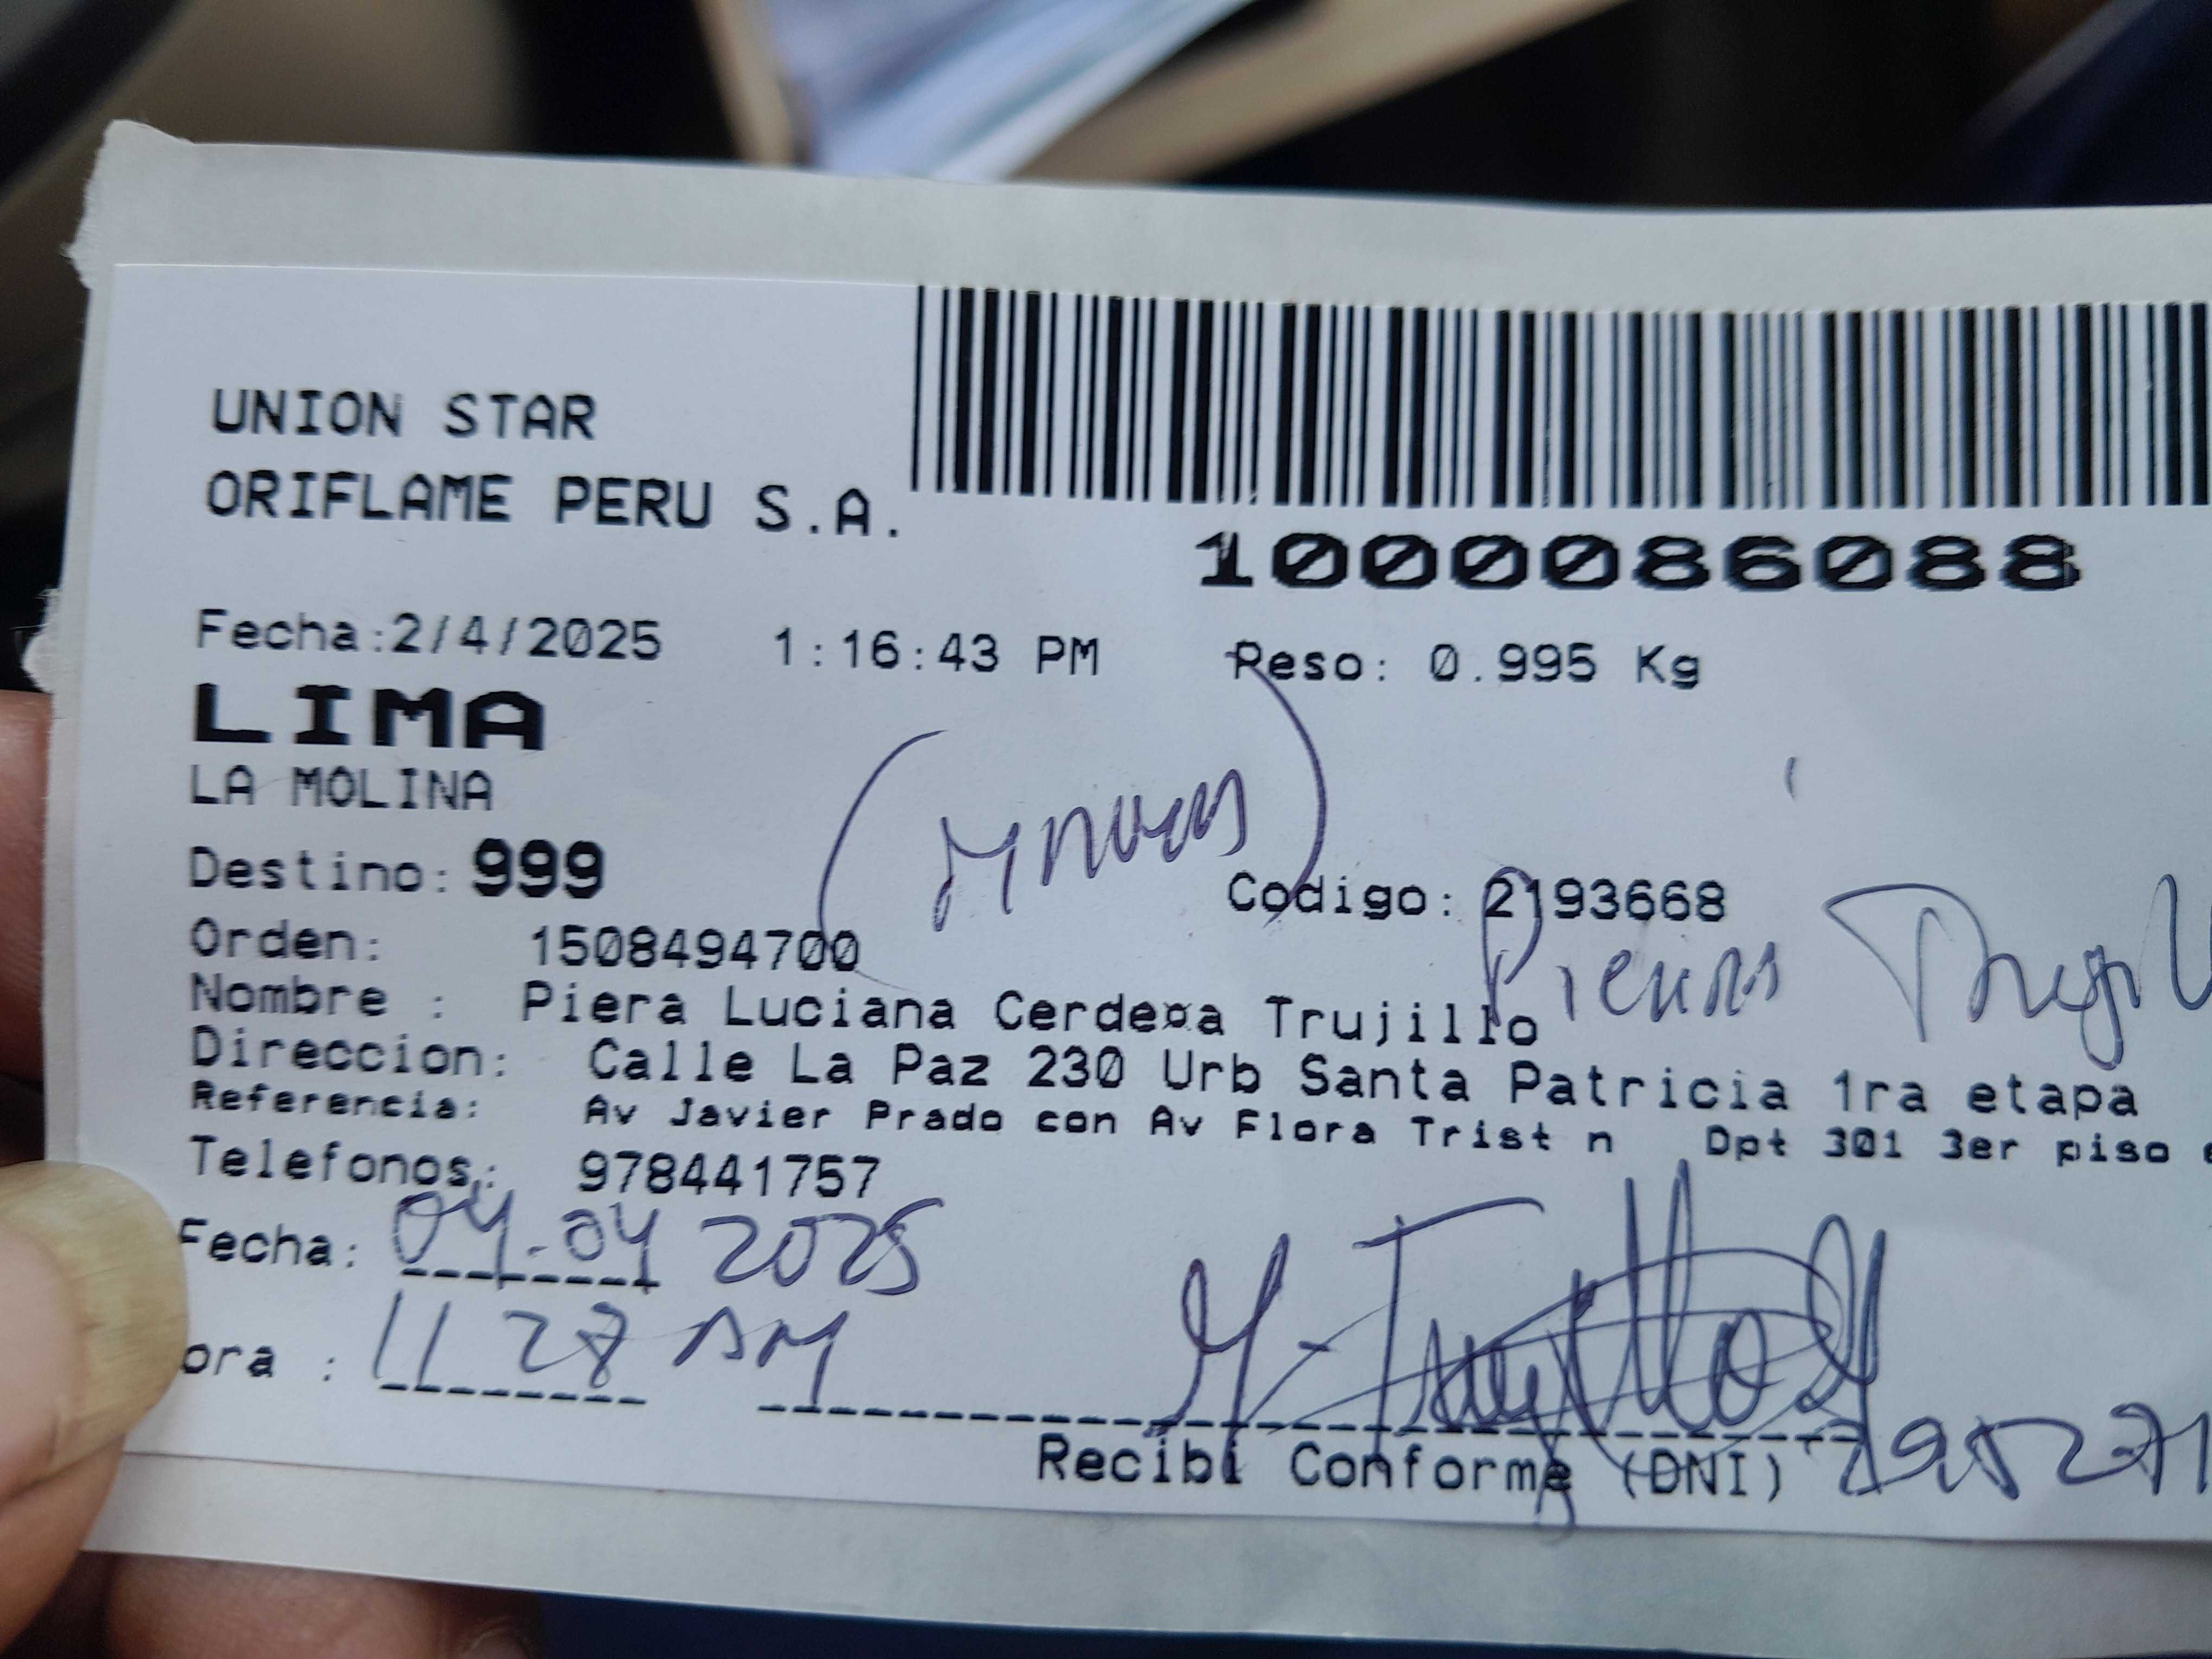 UNION STAR
ORIFLAME PERU S.A.
1000086088
Fecha:2/4/2025 1:16:43 PM Peso: 0.995 Kg
LIMA
LA MOLINA
Destino: 999 Codigo: 2193668
Orden: 1508494700
Nombre : Piera Luciana Cerdeña Trujillo
Trujill
Direccion: Calle La Paz 230 Urb Santa Patricia 1ra etapa
Referencia: Av Javier Prado con Av Flora Trist n Dpt 301 3er piso
Telefonos: 978441757
Fecha: 04-04 2025
ora : 11 28 AM
M. Trujillo
Recibi Conforme (DNI)